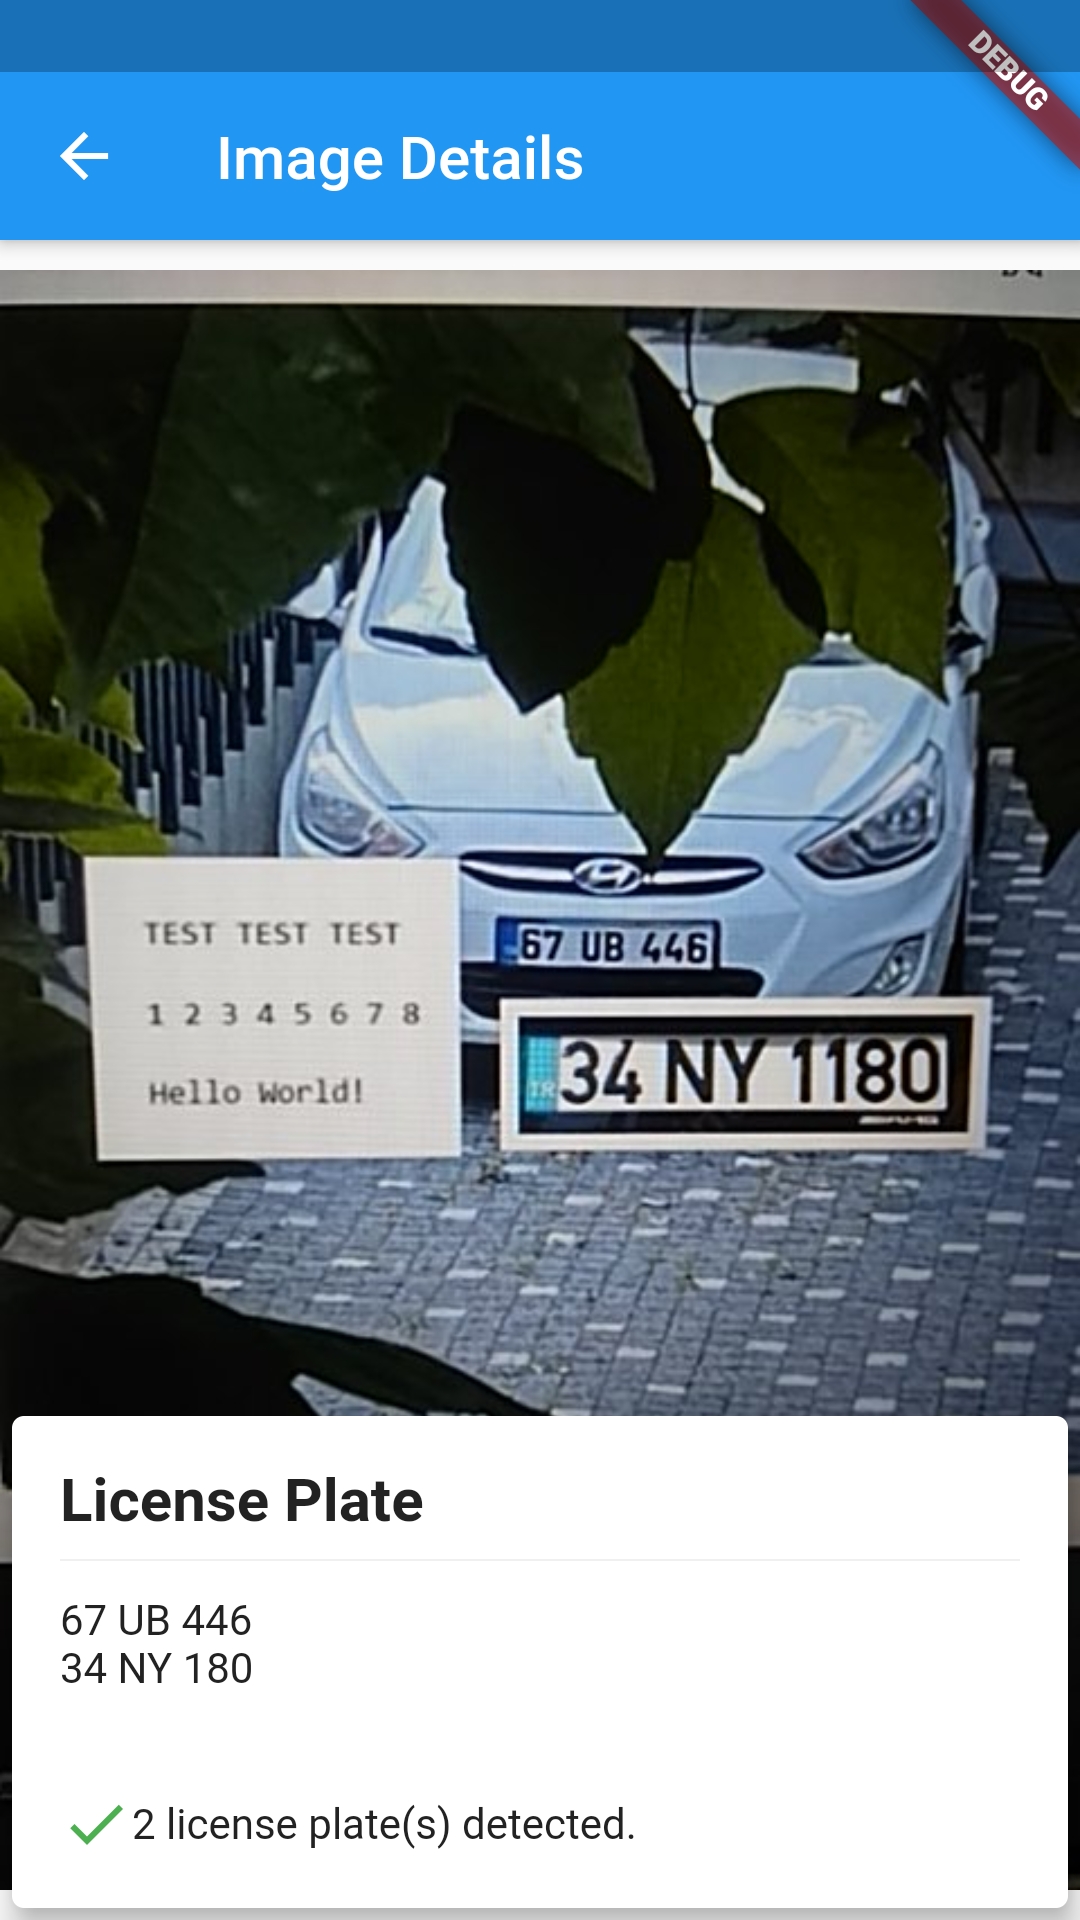 DEBUG
Image Details
TEST TEST TEST
1 2 3 4 5 6 7 8
Hello World!
67 UB 446
TR 34 NY 1180
License Plate
67 UB 446
34 NY 180
2 license plate(s) detected.